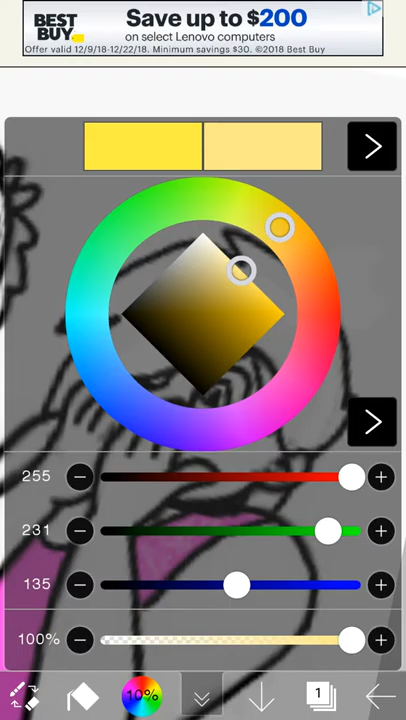 BEST
BUY
Save up to $200
on select Lenovo computers
Offer valid 12/9/18-12/22/18. Minimum savings $30. ©2018 Best Buy
255
231
135
100%
10%
1